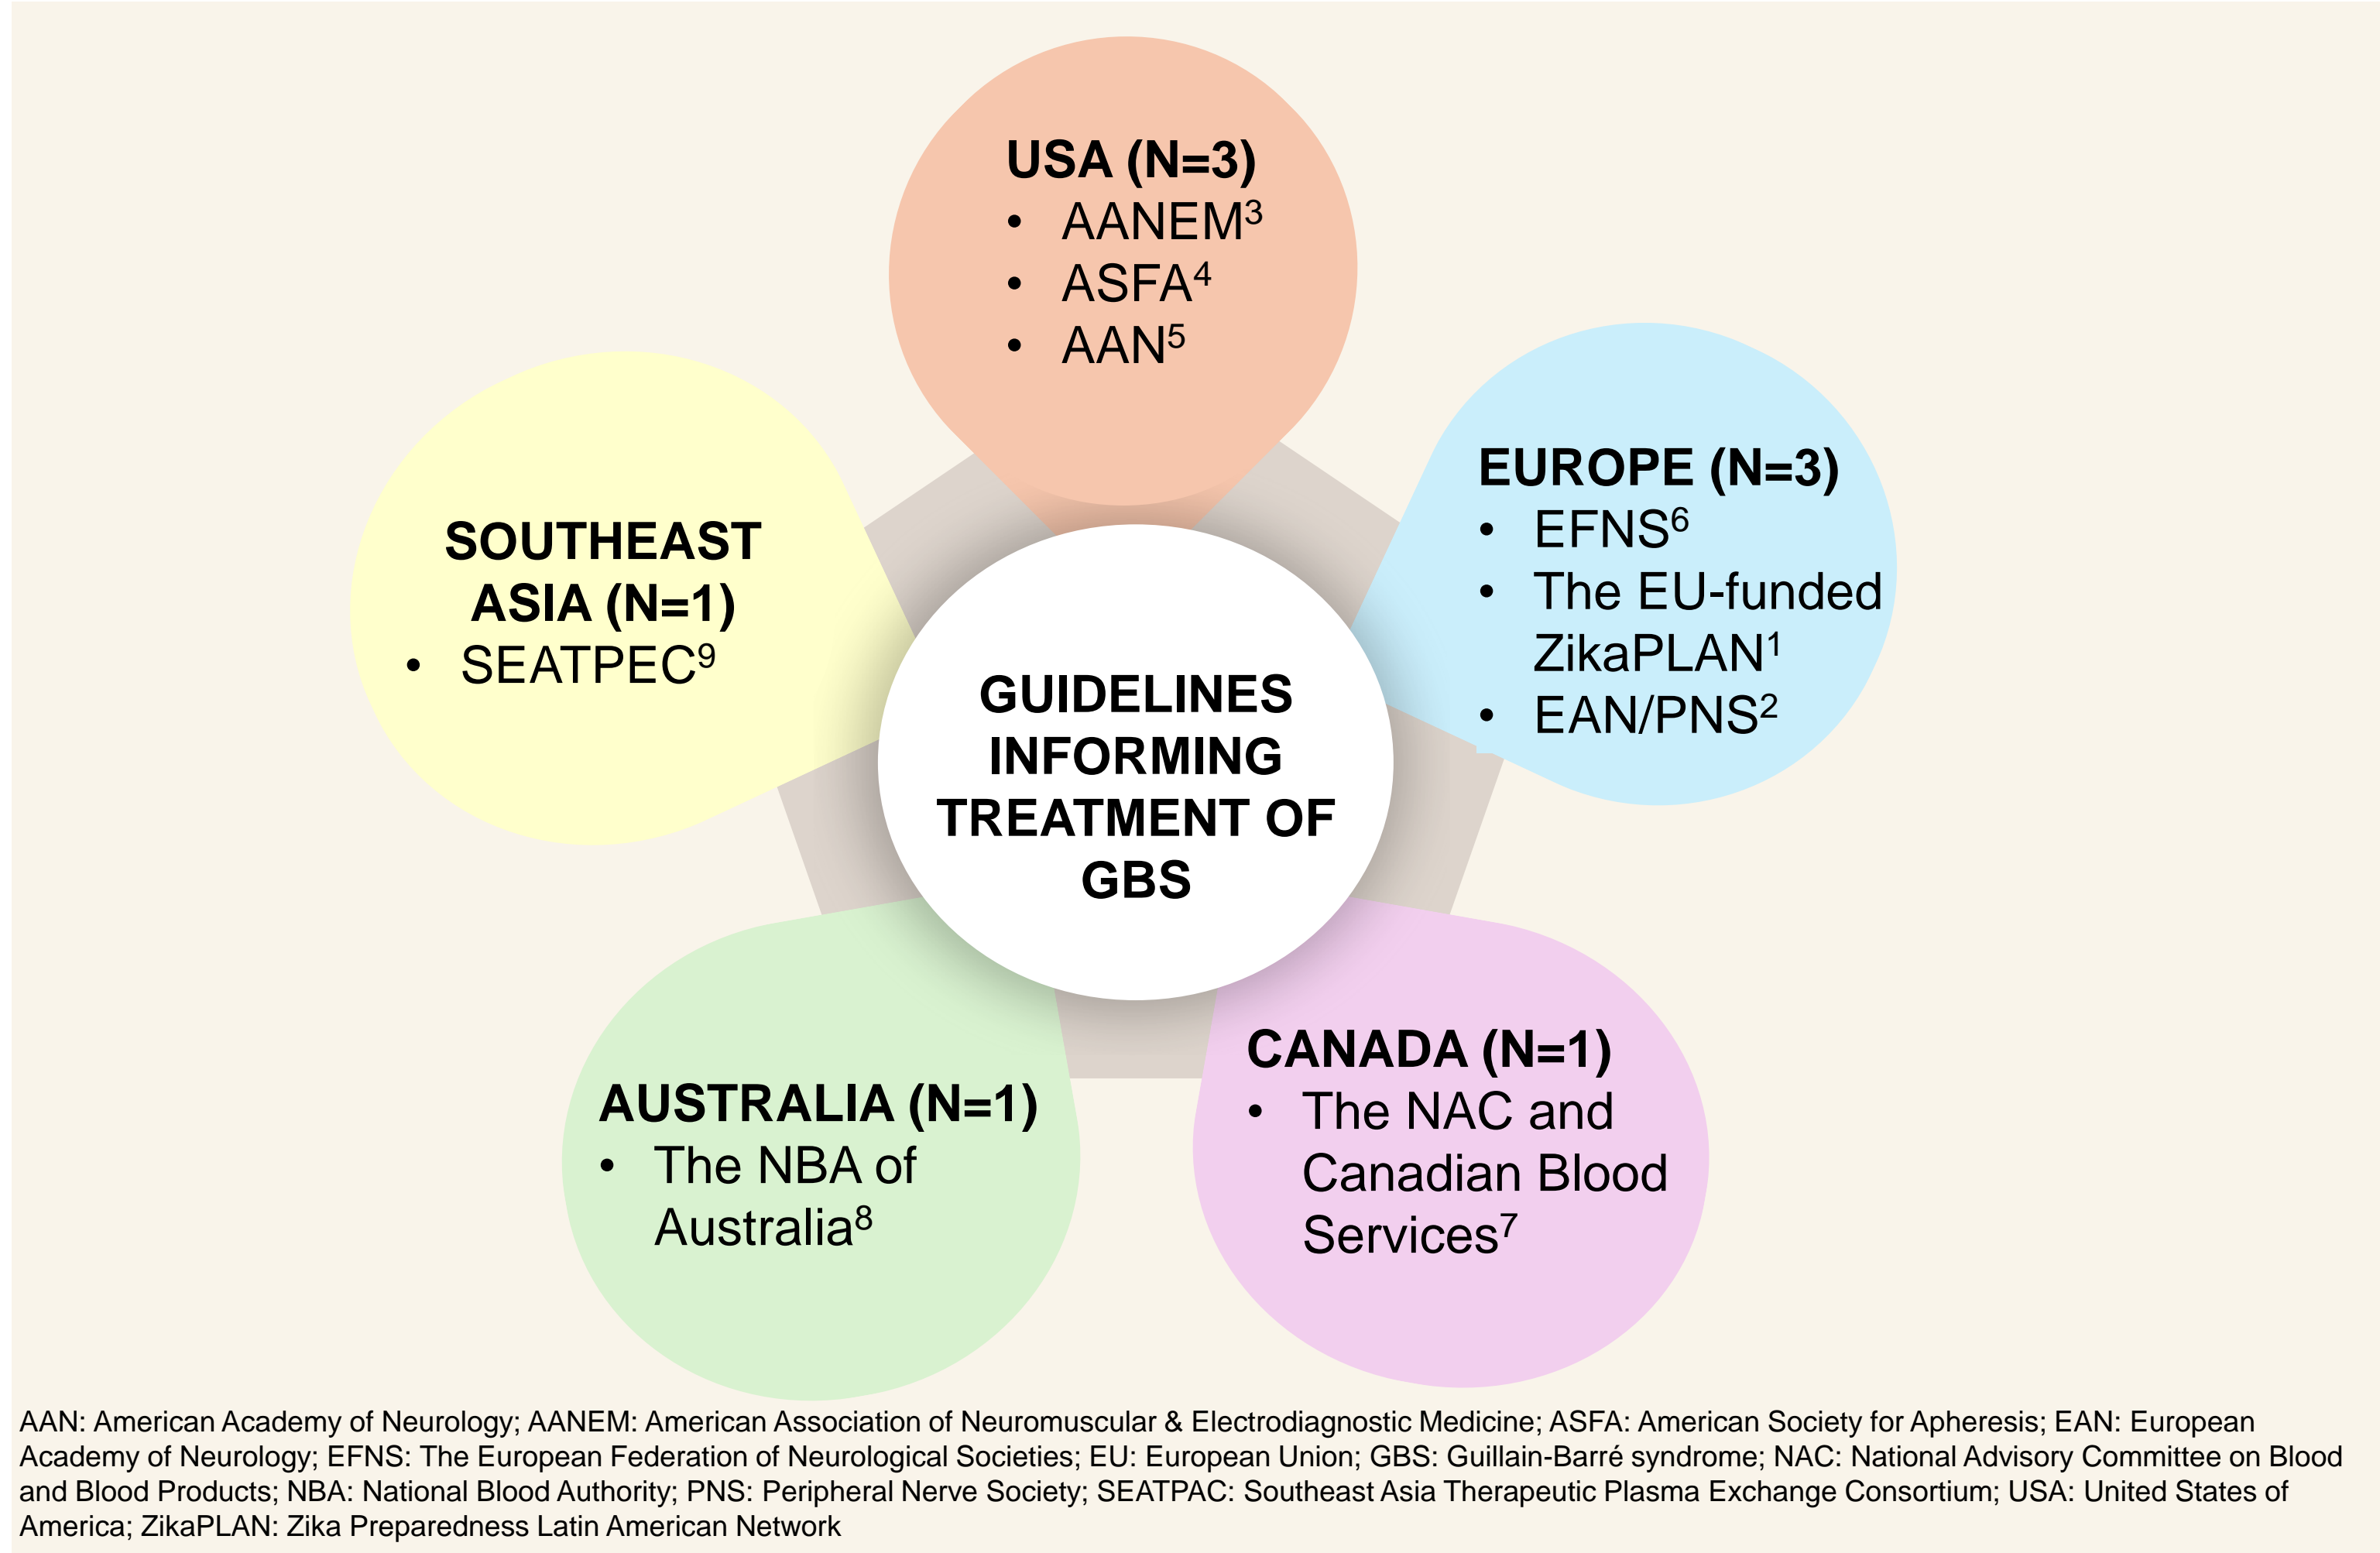 USA (N=3)
• AANEM³
• ASFA⁴
• AAN⁵
EUROPE (N=3)
• EFNS⁶
• The EU-funded
ZikaPLAN¹
• EAN/PNS²
SOUTHEAST
ASIA (N=1)
• SEATPEC⁹
GUIDELINES
INFORMING
TREATMENT OF
GBS
CANADA (N=1)
• The NAC and
Canadian Blood
Services⁷
AUSTRALIA (N=1)
• The NBA of
Australia⁸
AAN: American Academy of Neurology; AANEM: American Association of Neuromuscular & Electrodiagnostic Medicine; ASFA: American Society for Apheresis; EAN: European
Academy of Neurology; EFNS: The European Federation of Neurological Societies; EU: European Union; GBS: Guillain-Barré syndrome; NAC: National Advisory Committee on Blood
and Blood Products; NBA: National Blood Authority; PNS: Peripheral Nerve Society; SEATPAC: Southeast Asia Therapeutic Plasma Exchange Consortium; USA: United States of
America; ZikaPLAN: Zika Preparedness Latin American Network